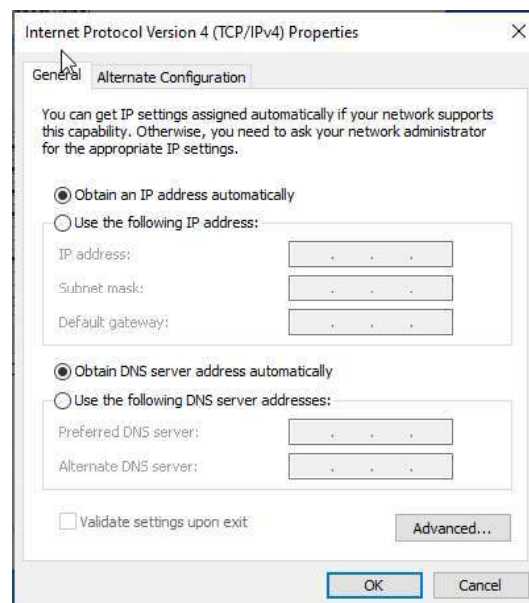 Internet Protocol Version 4 (TCP/IPv4) Properties
General
Alternate Configuration
You can get IP settings assigned automatically if your network supports
this capability. Otherwise, you need to ask your network administrator
for the appropriate IP settings.
Obtain an IP address automatically
Use the following IP address:
IP address:
Subnet mask:
Default gateway:
Obtain DNS server address automatically
Use the following DNS server addresses:
Preferred DNS server:
Alternate DNS server:
Validate settings upon exit
Advanced...
OK
Cancel